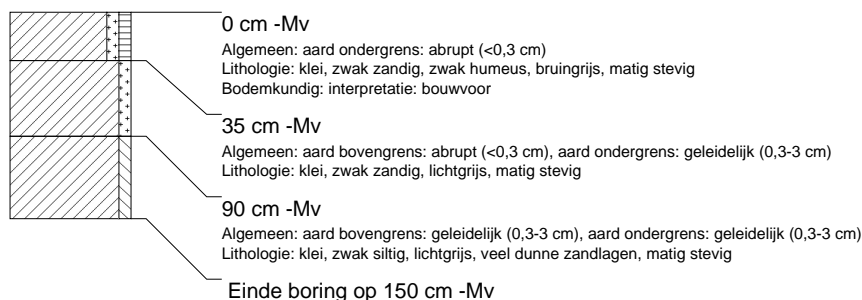 0 cm -Mv
Algemeen: aard ondergrens: abrupt (<0,3 cm)
Lithologie: klei, zwak zandig, zwak humeus, bruingrijs, matig stevig
Bodemkundig: interpretatie: bouwvoor
35 cm -Mv
Algemeen: aard bovengrens: abrupt (<0,3 cm), aard ondergrens: geleidelijk (0,3-3 cm)
Lithologie: klei, zwak zandig, lichtgrijs, matig stevig
90 cm -Mv
Algemeen: aard bovengrens: geleidelijk (0,3-3 cm), aard ondergrens: geleidelijk (0,3-3 cm)
Lithologie: klei, zwak siltig, lichtgrijs, veel dunne zandlagen, matig stevig
Einde boring op 150 cm -Mv